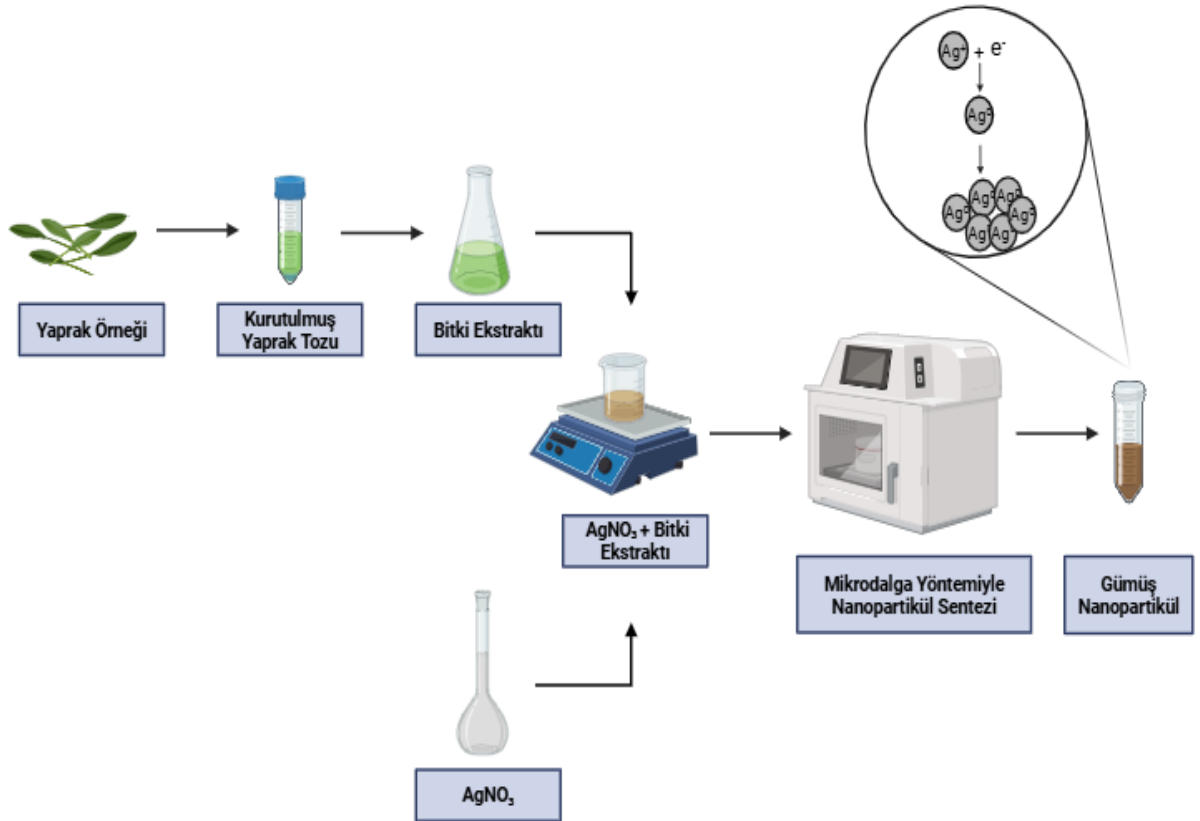 Ag⁺ + e⁻
Ag⁰
Ag⁰ Ag⁰
Ag⁰ Ag⁰
Ag⁰ Ag⁰
Yaprak Örneği
Kurutulmuş
Yaprak Tozu
Bitki Ekstraktı
AgNO₃ + Bitki
Ekstraktı
Mikrodalga Yöntemiyle
Nanopartikül Sentezi
Gümüş
Nanopartikül
AgNO₃